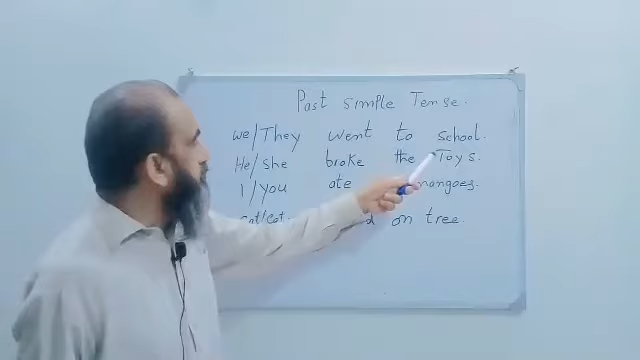 Past simple Tense.
we/They went to school.
He/She broke the Toys.
I/you ate mangoes.
on tree.